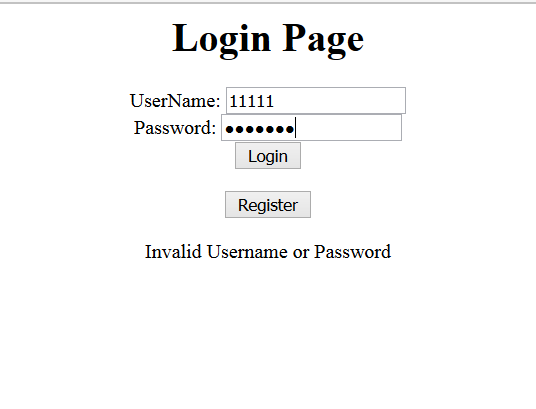 Login Page
UserName: 11111
Password: •••••••
Login
Register
Invalid Username or Password